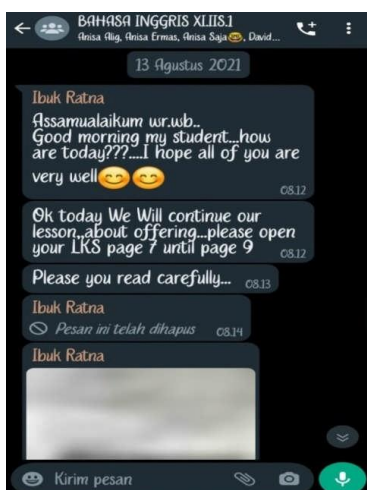 BAHASA INGGRIS XI.IIS.1
Anisa Alig, Anisa Ermas, Anisa Saja😎, David...
13 Agustus 2021
Ibuk Ratna
Assamualaikum wr.wb..
Good morning my student...how
are today???....I hope all of you are
very well😊😊
08.12
Ok today We Will continue our
lesson,,about offering...please open
your LKS page 7 until page 9
08.12
Please you read carefully... 08.13
Ibuk Ratna
Pesan ini telah dihapus 08.14
Ibuk Ratna
Kirim pesan